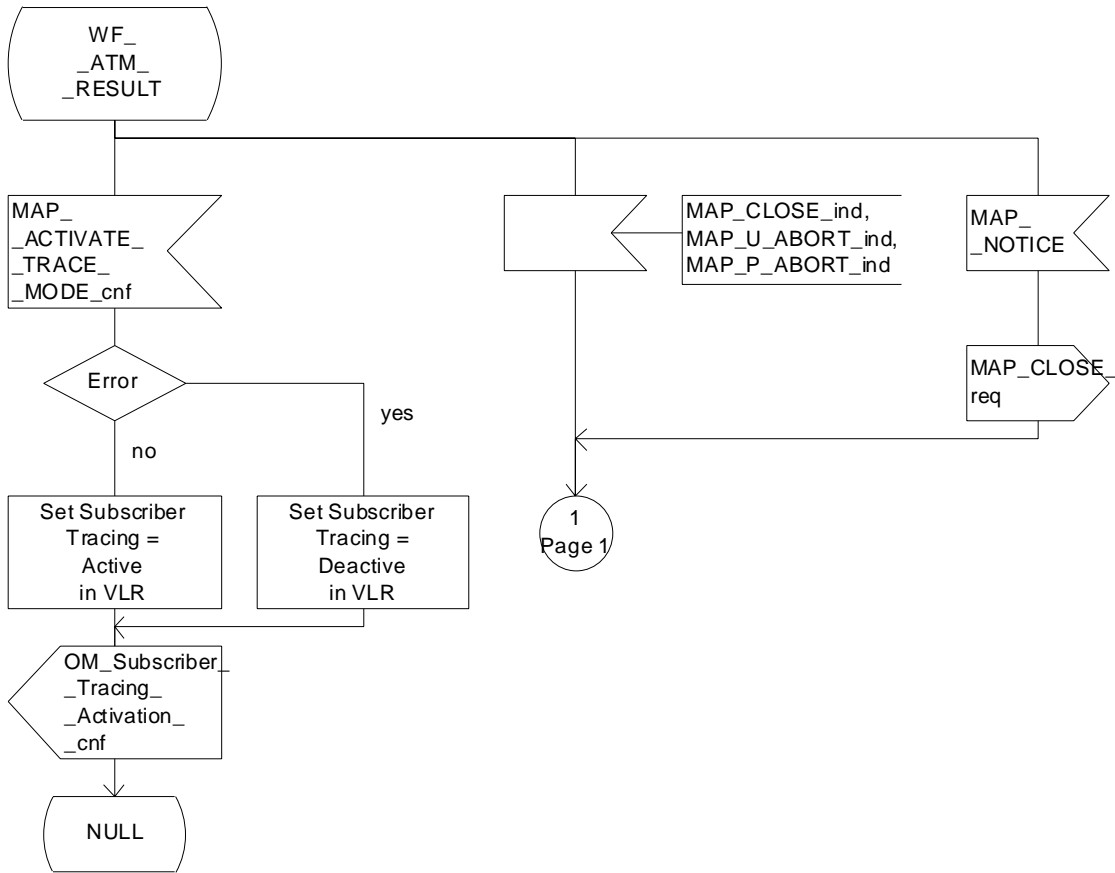 WF_
_ATM_
_RESULT
MAP_
_ACTIVATE_
_TRACE_
_MODE_cnf
MAP_CLOSE_ind,
MAP_U_ABORT_ind,
MAP_P_ABORT_ind
MAP_
_NOTICE
Error
yes
no
MAP_CLOSE_
req
Set Subscriber
Tracing =
Active
in VLR
Set Subscriber
Tracing =
Deactive
in VLR
1
Page 1
OM_Subscriber_
_Tracing_
_Activation_
_cnf
NULL